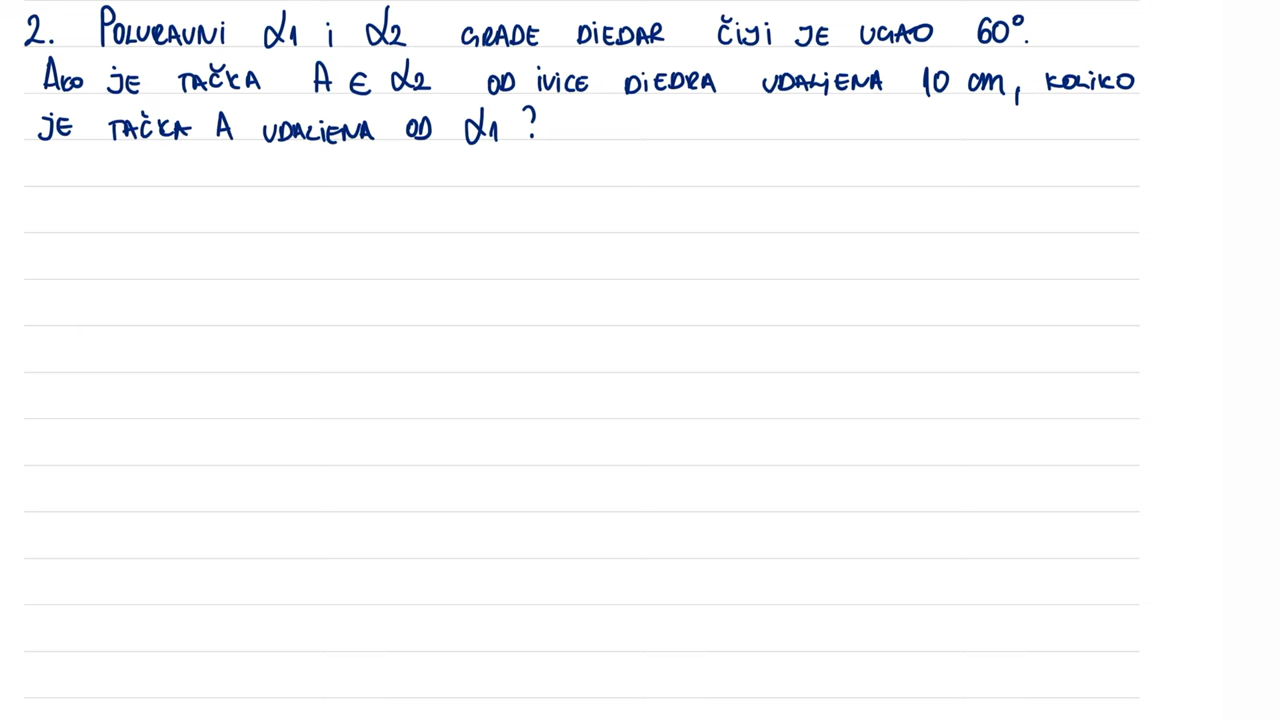 2. POLURAVNI α1 i α2 GRADE DIEDAR ČIJI JE UGAO 60°.
AKO JE TAČKA A ∈ α2 OD IVICE DIEDRA UDALJENA 10 cm, KOLIKO
JE TAČKA A UDALJENA OD α1 ?